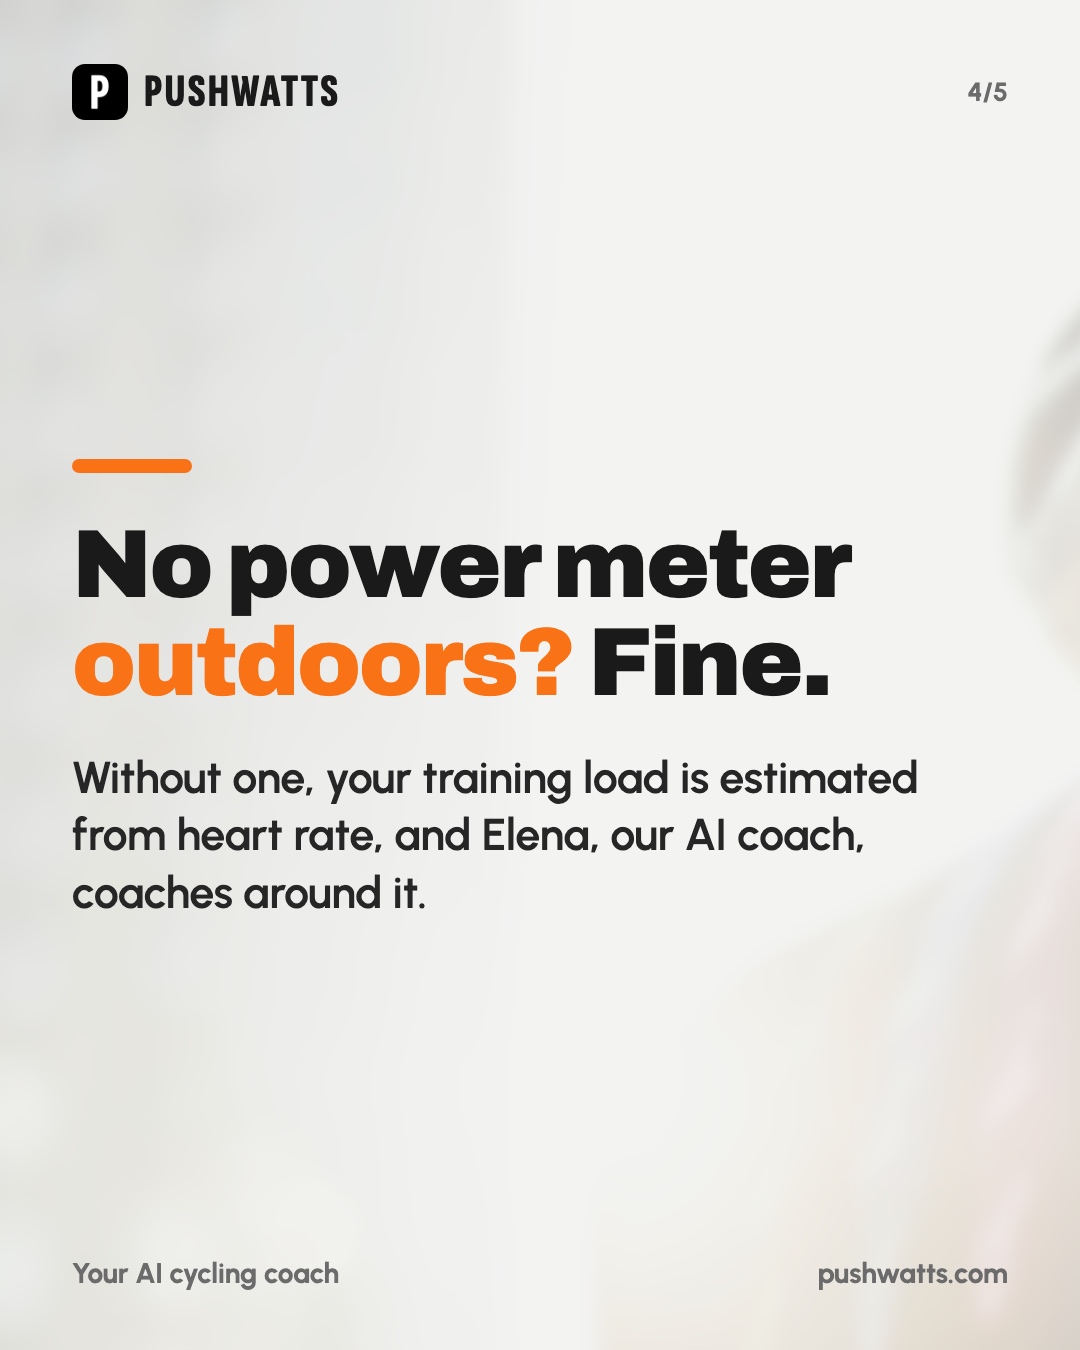 P PUSHWATTS
4/5
No power meter
outdoors? Fine.
Without one, your training load is estimated
from heart rate, and Elena, our AI coach,
coaches around it.
Your AI cycling coach
pushwatts.com